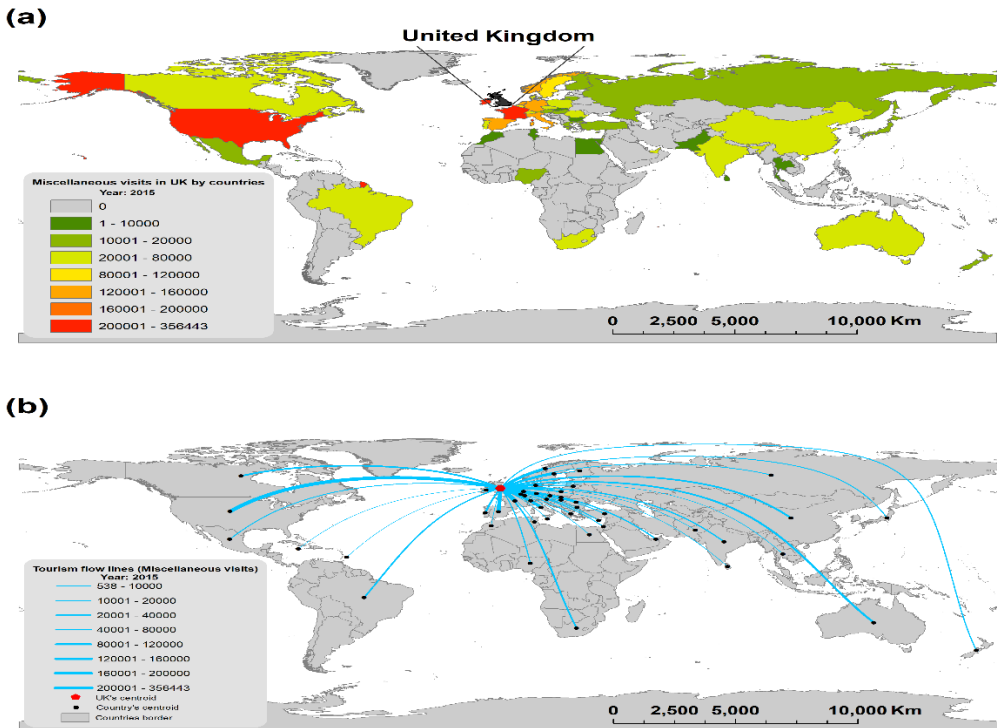 (a)
United Kingdom
Miscellaneous visits in UK by countries
Year: 2015
0
1 - 10000
10001 - 20000
20001 - 80000
80001 - 120000
120001 - 160000
160001 - 200000
200001 - 356443
0 2,500 5,000 10,000 Km
(b)
Tourism flow lines (Miscellaneous visits)
Year: 2015
538 - 10000
10001 - 20000
20001 - 40000
40001 - 80000
80001 - 120000
120001 - 160000
160001 - 200000
200001 - 356443
UK's centroid
Country's centroid
Countries border
0 2,500 5,000 10,000 Km